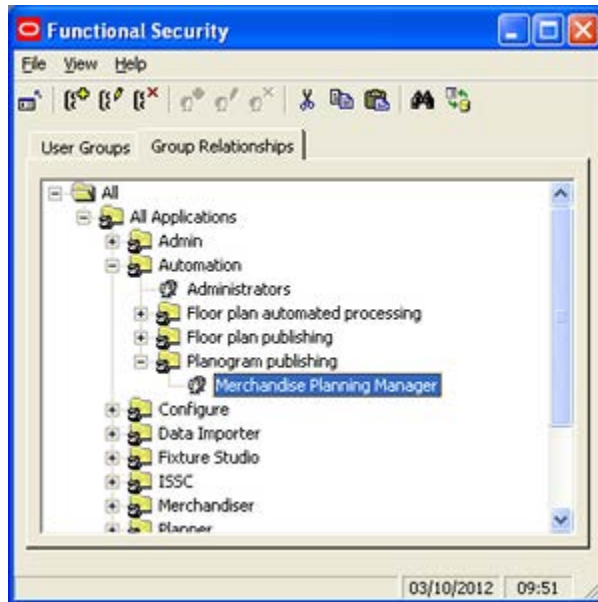 Functional Security
File View Help
User Groups Group Relationships
All
All Applications
Admin
Automation
Administrators
Floor plan automated processing
Floor plan publishing
Planogram publishing
Merchandise Planning Manager
Configure
Data Importer
Fixture Studio
ISSC
Merchandiser
Planner
03/10/2012 09:51